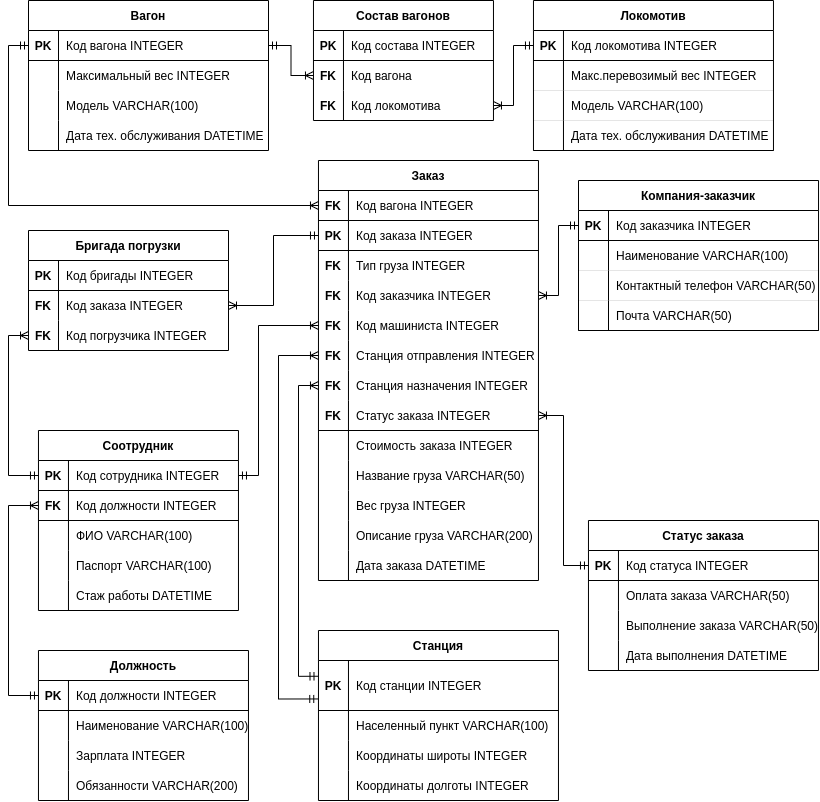 Вагон
PK Код вагона INTEGER
Максимальный вес INTEGER
Модель VARCHAR(100)
Дата тех. обслуживания DATETIME
Состав вагонов
PK Код состава INTEGER
FK Код вагона
FK Код локомотива
Локомотив
PK Код локомотива INTEGER
Макс.перевозимый вес INTEGER
Модель VARCHAR(100)
Дата тех. обслуживания DATETIME
Заказ
FK Код вагона INTEGER
PK Код заказа INTEGER
FK Тип груза INTEGER
FK Код заказчика INTEGER
FK Код машиниста INTEGER
FK Станция отправления INTEGER
FK Станция назначения INTEGER
FK Статус заказа INTEGER
Стоимость заказа INTEGER
Название груза VARCHAR(50)
Вес груза INTEGER
Описание груза VARCHAR(200)
Дата заказа DATETIME
Компания-заказчик
PK Код заказчика INTEGER
Наименование VARCHAR(100)
Контактный телефон VARCHAR(50)
Почта VARCHAR(50)
Бригада погрузки
PK Код бригады INTEGER
FK Код заказа INTEGER
FK Код погрузчика INTEGER
Соотрудник
PK Код сотрудника INTEGER
FK Код должности INTEGER
ФИО VARCHAR(100)
Паспорт VARCHAR(100)
Стаж работы DATETIME
Статус заказа
PK Код статуса INTEGER
Оплата заказа VARCHAR(50)
Выполнение заказа VARCHAR(50)
Дата выполнения DATETIME
Должность
PK Код должности INTEGER
Наименование VARCHAR(100)
Зарплата INTEGER
Обязанности VARCHAR(200)
Станция
PK Код станции INTEGER
Населенный пункт VARCHAR(100)
Координаты широты INTEGER
Координаты долготы INTEGER